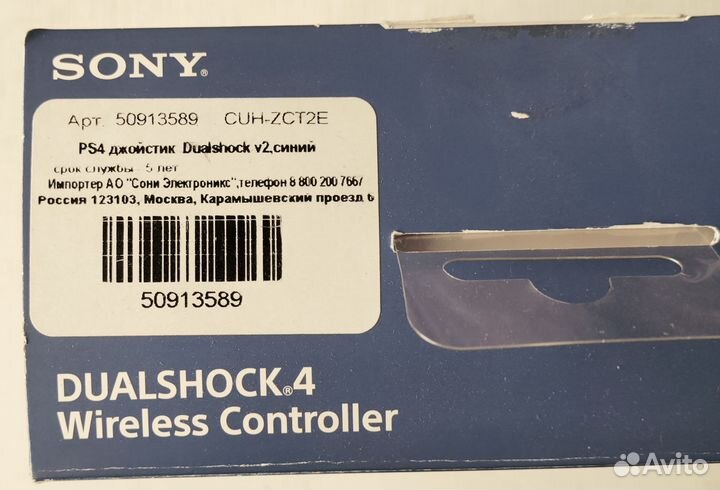 SONY®
Арт. 50913589 CUH-ZCT2E
PS4 джойстик Dualshock v2,синий
срок службы 5 лет
Импортер АО "Сони Электроникс",телефон 8 800 200 7667
Россия 123103, Москва, Карамышевский проезд 6
50913589
DUALSHOCK®4
Wireless Controller
Avito